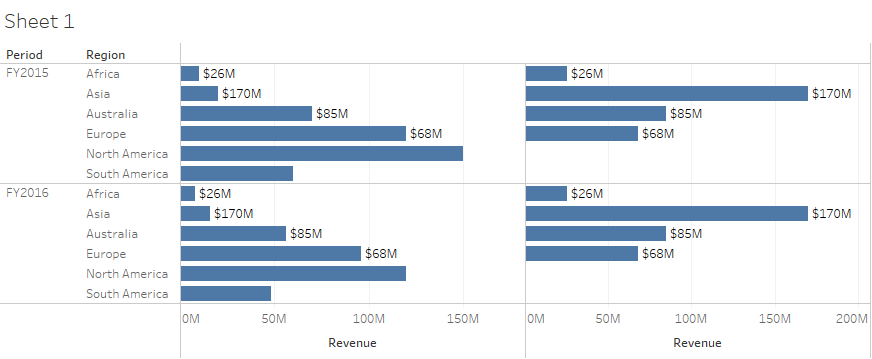 Sheet 1
Period Region
FY2015 Africa $26M $26M
Asia $170M $170M
Australia $85M $85M
Europe $68M $68M
North America
South America
FY2016 Africa $26M $26M
Asia $170M $170M
Australia $85M $85M
Europe $68M $68M
North America
South America
0M 50M 100M 150M 0M 50M 100M 150M 200M
Revenue Revenue